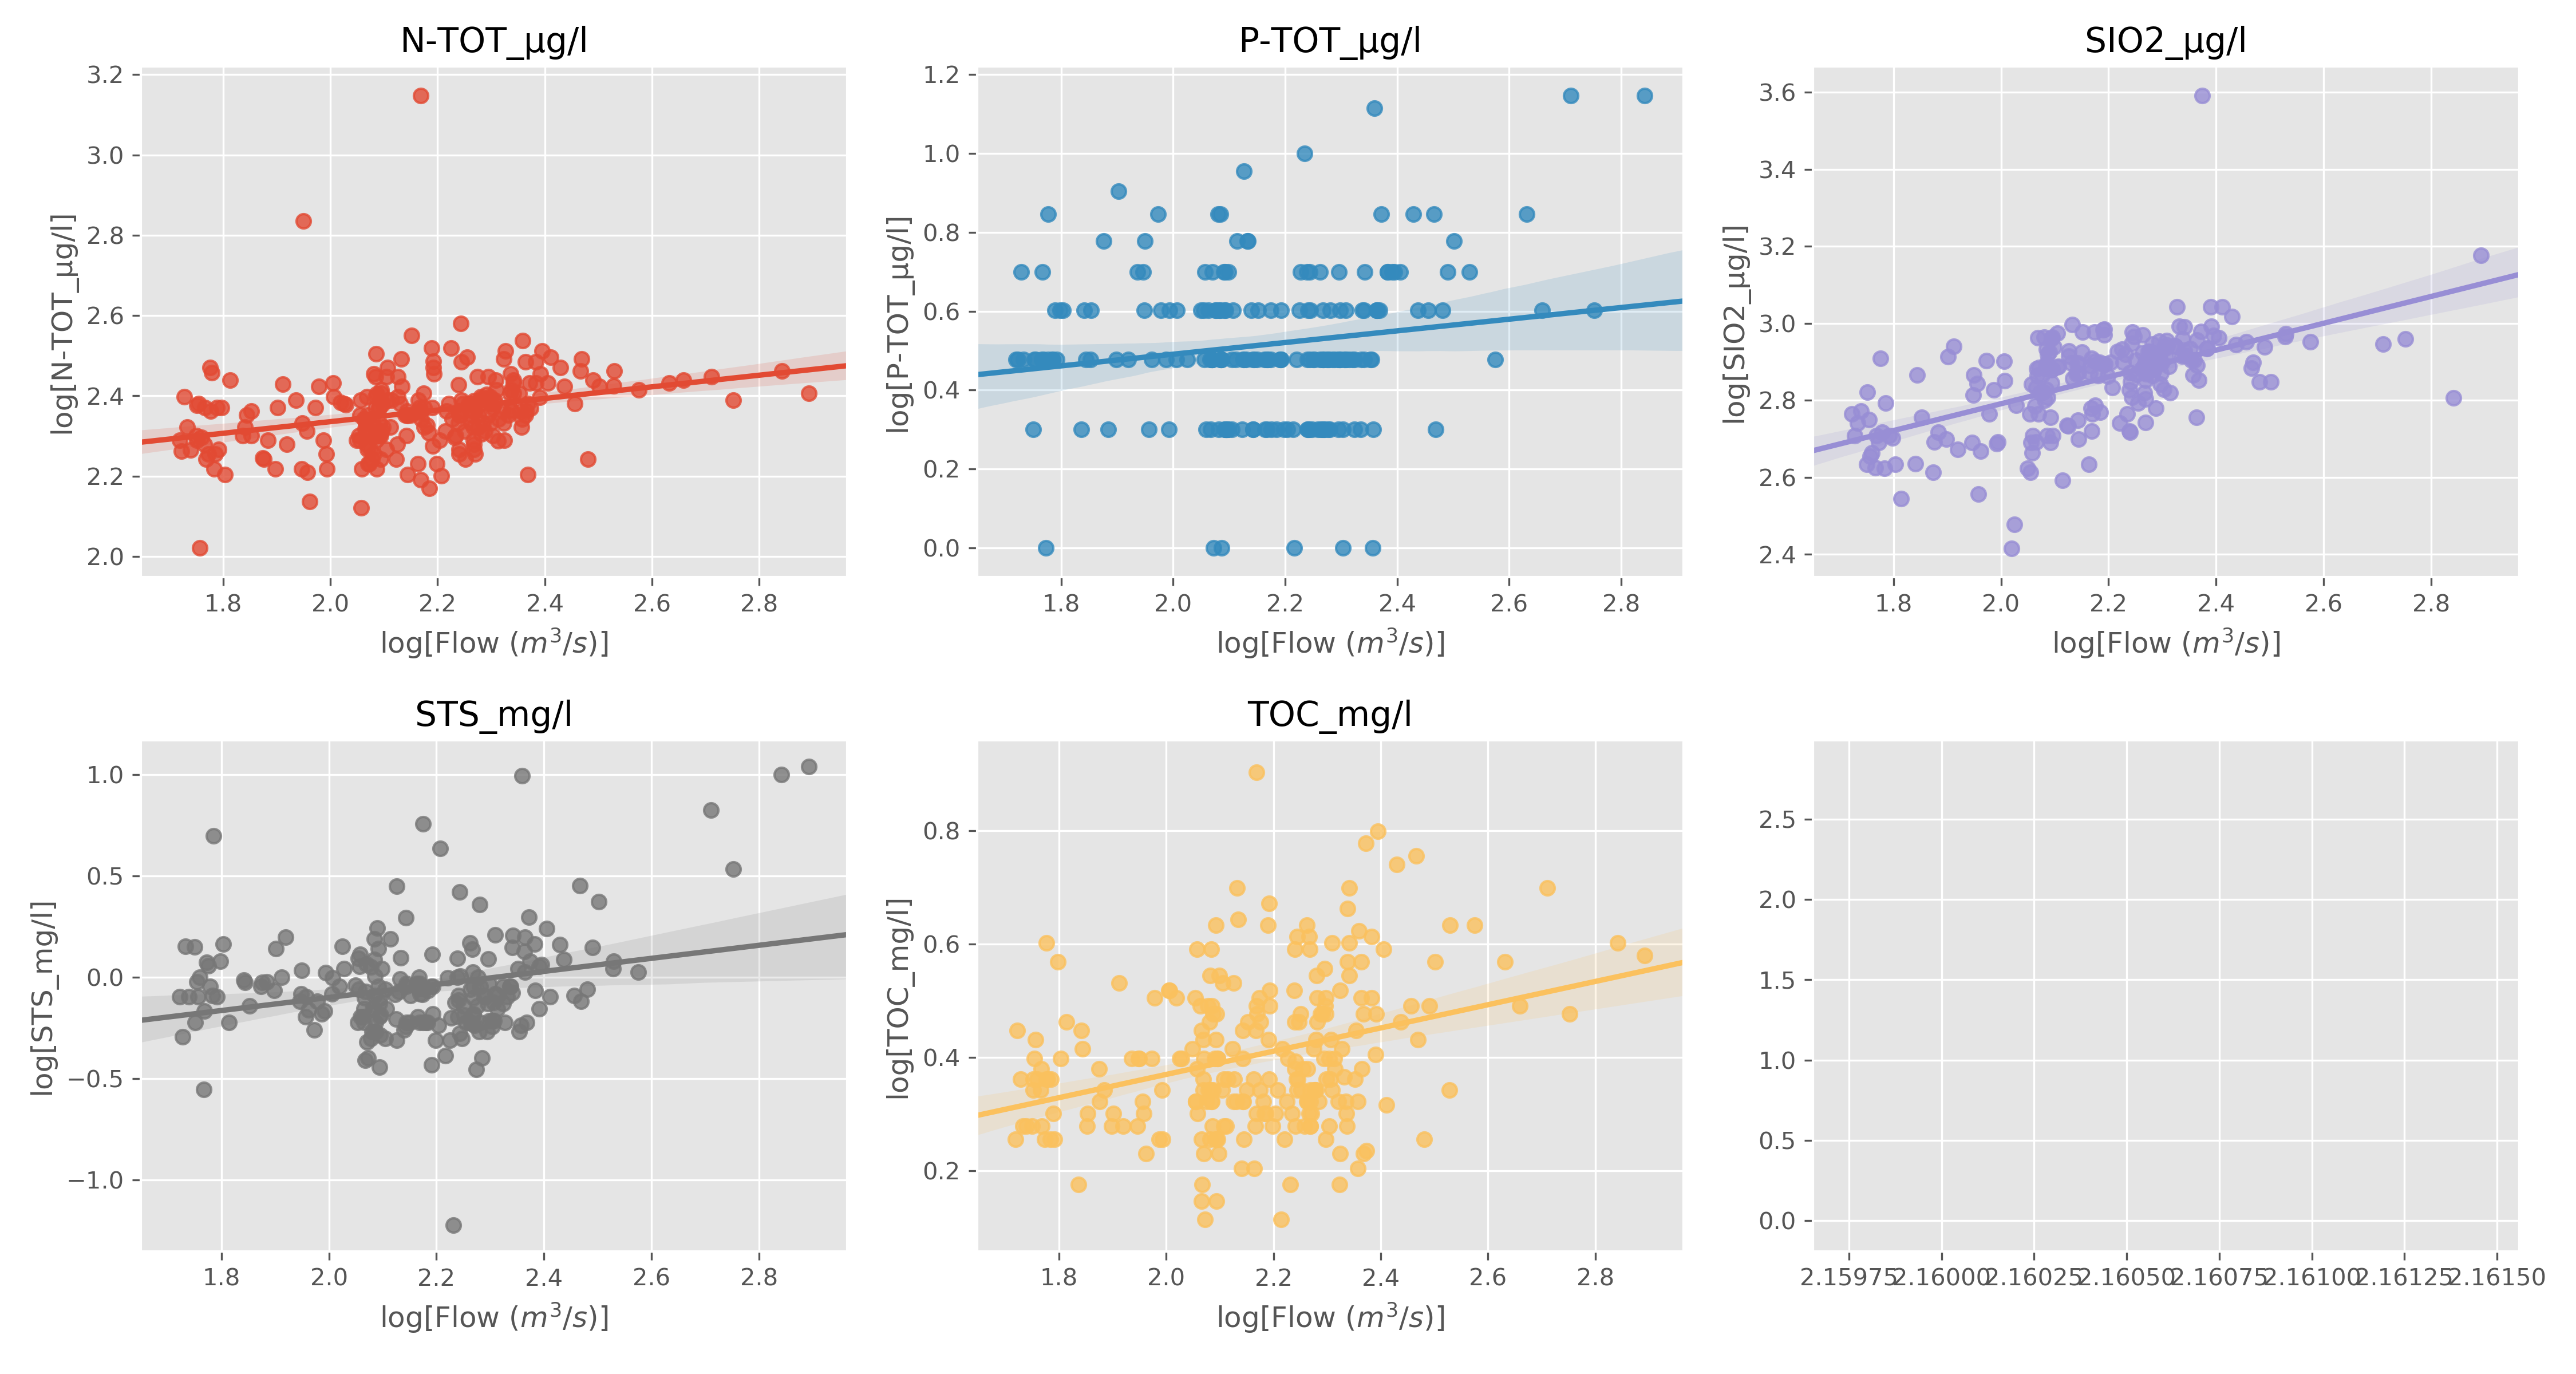 N-TOT_µg/l
3.2
3.0
2.8
2.6
2.4
2.2
2.0
log[N-TOT_µg/l]
1.8 2.0 2.2 2.4 2.6 2.8
log[Flow (m³/s)]
P-TOT_µg/l
1.2
1.0
0.8
0.6
0.4
0.2
0.0
log[P-TOT_µg/l]
1.8 2.0 2.2 2.4 2.6 2.8
log[Flow (m³/s)]
SIO2_µg/l
3.6
3.4
3.2
3.0
2.8
2.6
2.4
log[SIO2_µg/l]
1.8 2.0 2.2 2.4 2.6 2.8
log[Flow (m³/s)]
STS_mg/l
1.0
0.5
0.0
−0.5
−1.0
log[STS_mg/l]
1.8 2.0 2.2 2.4 2.6 2.8
log[Flow (m³/s)]
TOC_mg/l
0.8
0.6
0.4
0.2
log[TOC_mg/l]
1.8 2.0 2.2 2.4 2.6 2.8
log[Flow (m³/s)]
2.5
2.0
1.5
1.0
0.5
0.0
2.15975 2.16000 2.16025 2.16050 2.16075 2.16100 2.16125 2.16150